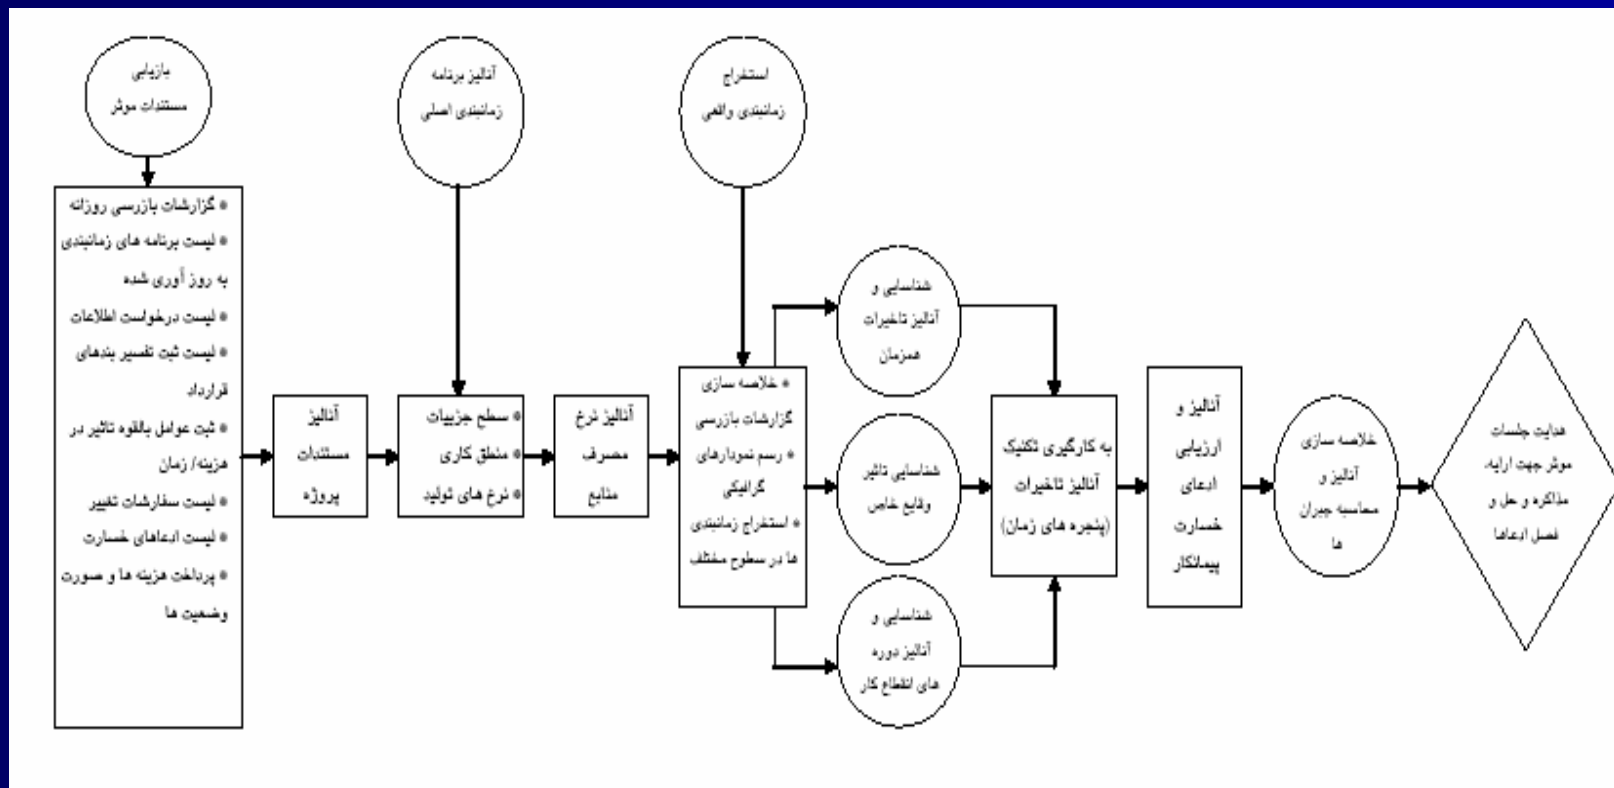 بازیابی
مستندات موثر
آنالیز برنامه
زمانبندی اصلی
استخراج
زمانبندی واقعی
• گزارشات بازرسی روزانه
• لیست برنامه های زمانبندی
به روز آوری شده
• لیست درخواست اطلاعات
• لیست ثبت تفسیر بندهای
قرارداد
• ثبت عوامل بالقوه تاثیر در
هزینه/ زمان
• لیست سفارشات تغییر
• لیست ادعاهای خسارت
• پرداخت هزینه ها و صورت
وضعیت ها
آنالیز
مستندات
پروژه
• سطح جزییات
• منطق کاری
• نرخ های تولید
آنالیز نرخ
مصرف
منابع
• خلاصه سازی
گزارشات بازرسی
• رسم نمودارهای
گرافیکی
• استخراج زمانبندی
ها در سطوح مختلف
شناسایی و
آنالیز تاخیرات
همزمان
شناسایی تاثیر
وقایع خاص
شناسایی و
آنالیز دوره
های انقطاع کار
به کارگیری تکنیک
آنالیز تاخیرات
(پنجره های زمان)
آنالیز و
ارزیابی
ادعای
خسارت
پیمانکار
خلاصه سازی
آنالیز و
محاسبه جبران
ها
هدایت جلسات
موثر جهت ارایه،
مذاکره و حل و
فصل ادعاها